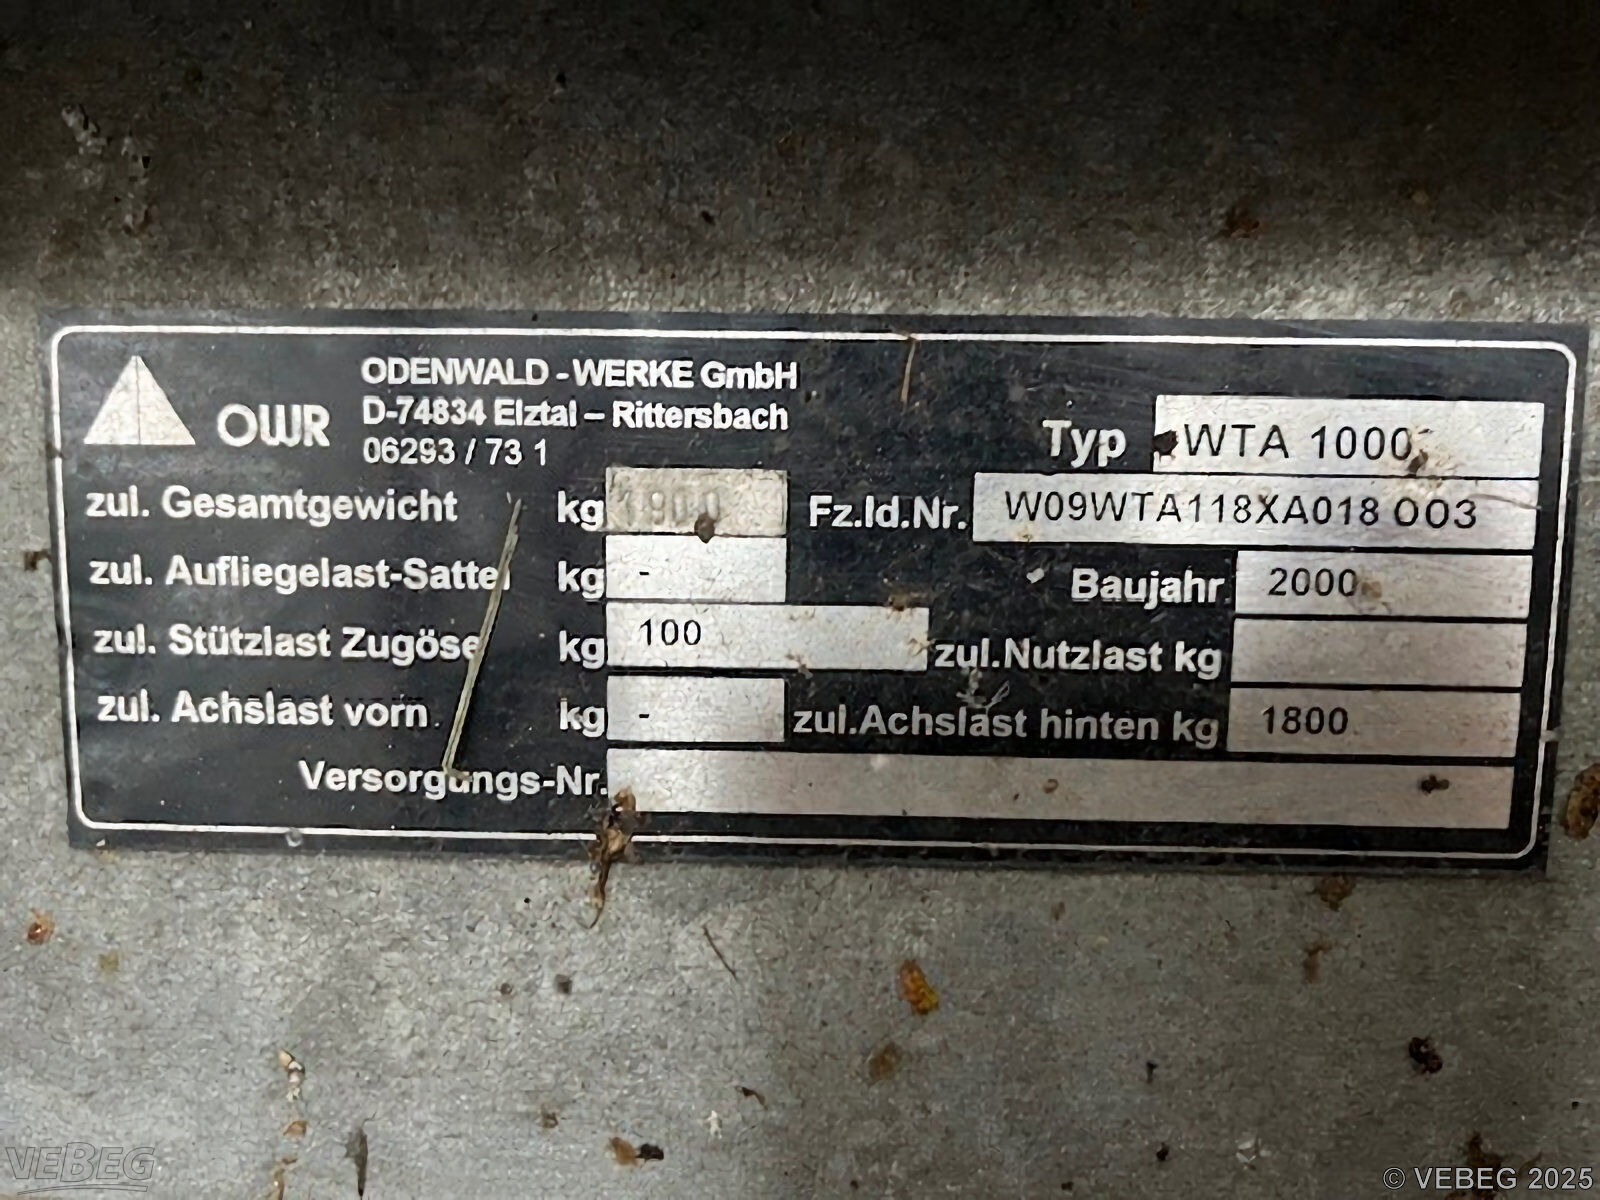 OWR
ODENWALD - WERKE GmbH
D-74834 Elztal – Rittersbach
06293 / 73 1
Typ WTA 1000
zul. Gesamtgewicht kg 1900
Fz.Id.Nr. W09WTA118XA018 003
zul. Aufliegelast-Sattel kg -
Baujahr 2000
zul. Stützlast Zugöse kg 100
zul.Nutzlast kg
zul. Achslast vorn. kg -
zul.Achslast hinten kg 1800
Versorgungs-Nr.
VEBEG
© VEBEG 2025